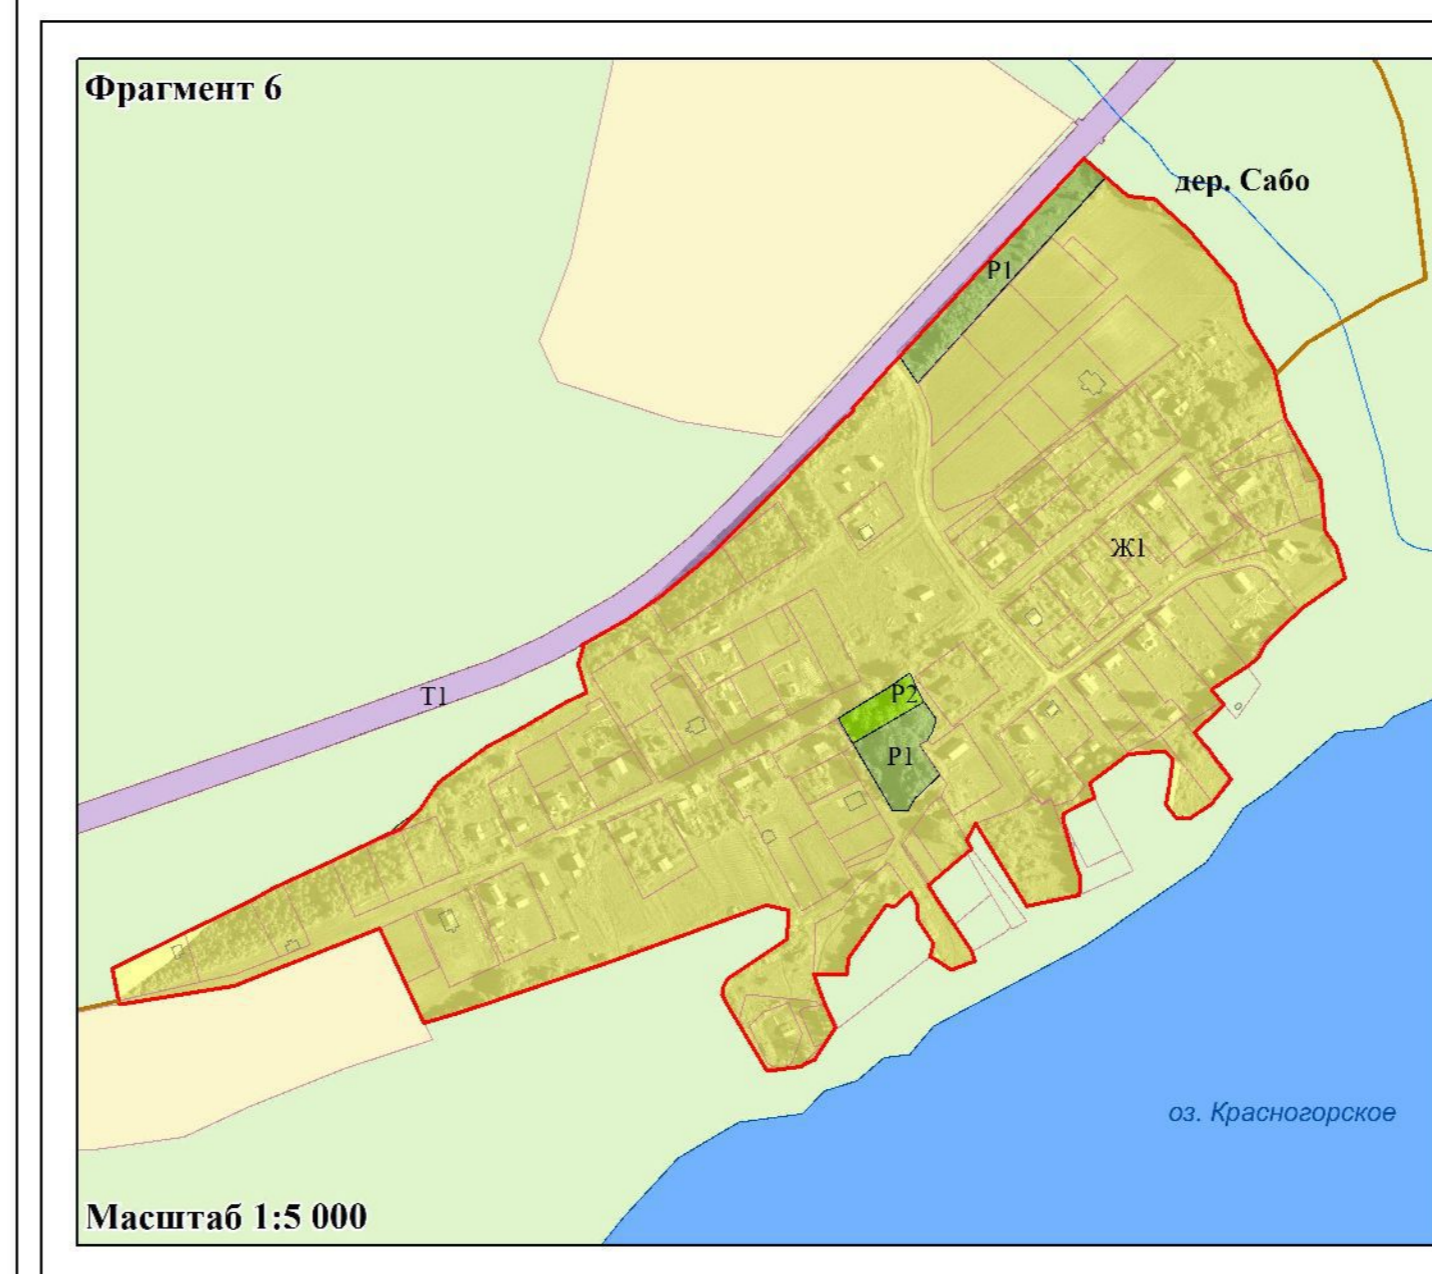 Фрагмент 6
дер. Сабо
Р1
Ж1
Р2
Т1
Р1
оз. Красногорское
Масштаб 1:5 000